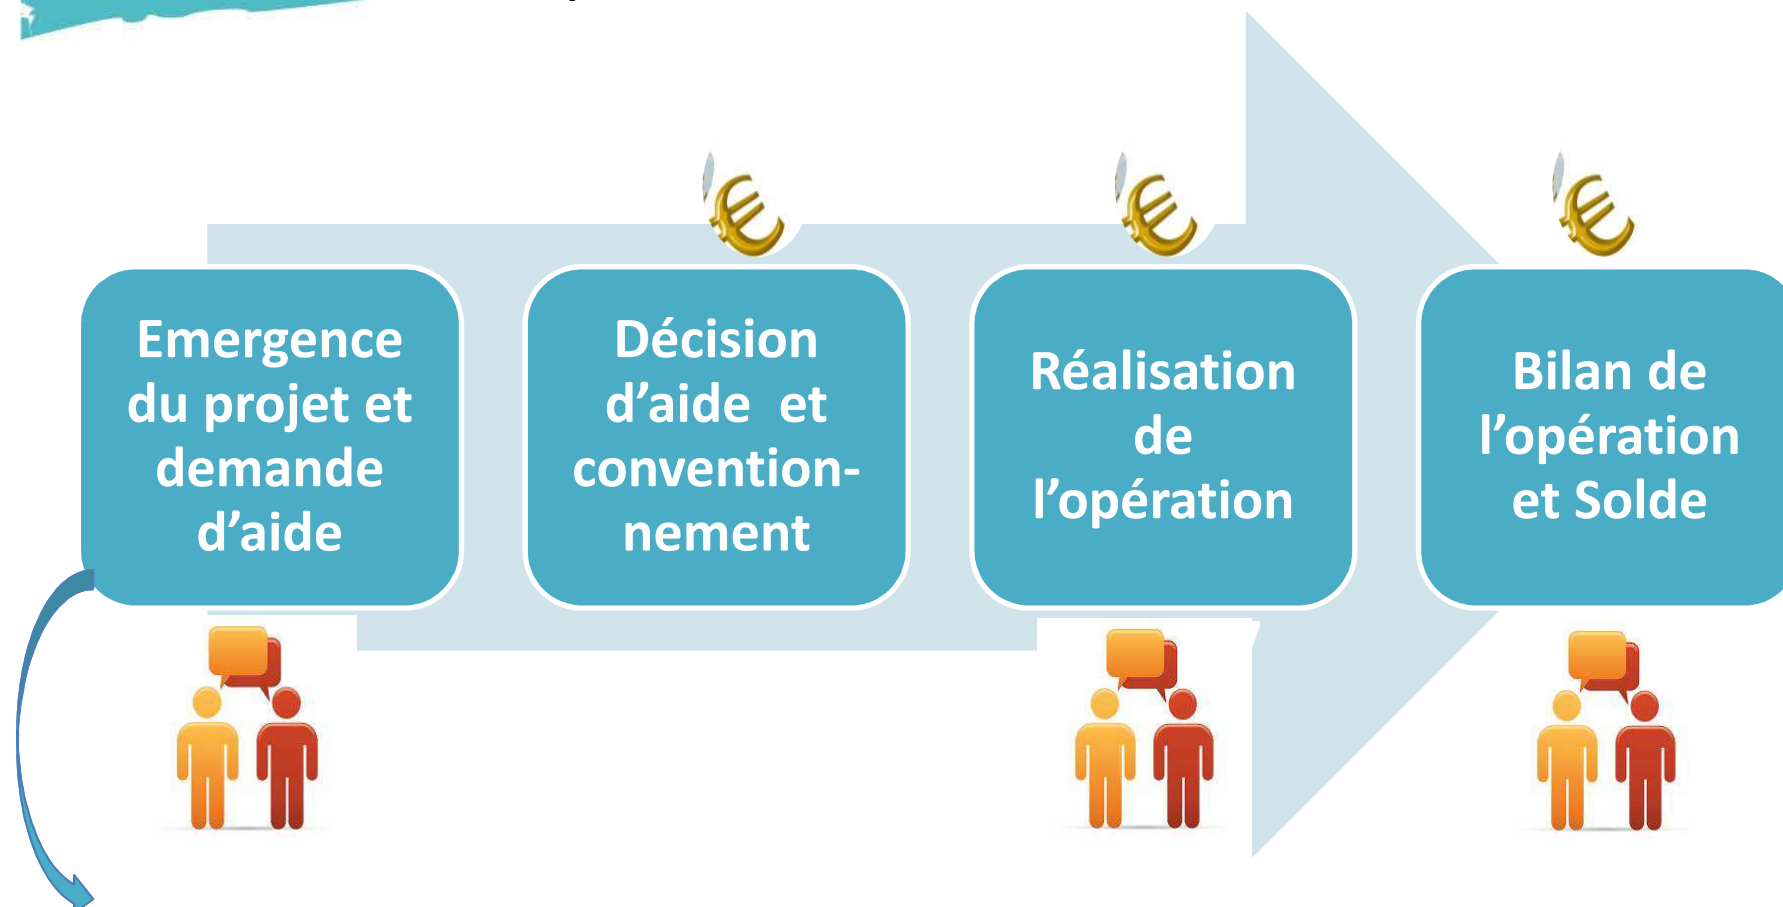 Emergence
du projet et
demande
d’aide
Décision
d’aide  et
convention-
nement
Réalisation
de
l’opération
Bilan de
l’opération
et Solde